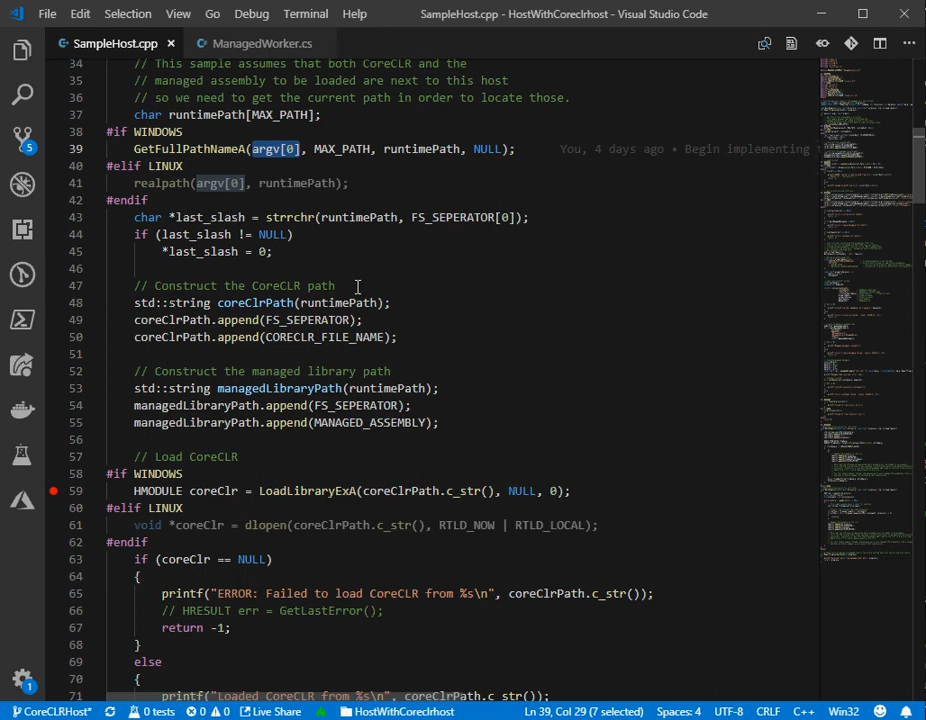 File Edit Selection View Go Debug Terminal Help SampleHost.cpp - HostWithCoreclrhost - Visual Studio Code
SampleHost.cpp ManagedWorker.cs
34 // This sample assumes that both CoreCLR and the
35 // managed assembly to be loaded are next to this host
36 // so we need to get the current path in order to locate those.
37 char runtimePath[MAX_PATH];
38 #if WINDOWS
39 GetFullPathNameA(argv[0], MAX_PATH, runtimePath, NULL); You, 4 days ago • Begin implementing
40 #elif LINUX
41 realpath(argv[0], runtimePath);
42 #endif
43 char *last_slash = strrchr(runtimePath, FS_SEPERATOR[0]);
44 if (last_slash != NULL)
45 *last_slash = 0;
46
47 // Construct the CoreCLR path
48 std::string coreClrPath(runtimePath);
49 coreClrPath.append(FS_SEPERATOR);
50 coreClrPath.append(CORECLR_FILE_NAME);
51
52 // Construct the managed library path
53 std::string managedLibraryPath(runtimePath);
54 managedLibraryPath.append(FS_SEPERATOR);
55 managedLibraryPath.append(MANAGED_ASSEMBLY);
56
57 // Load CoreCLR
58 #if WINDOWS
59 HMODULE coreClr = LoadLibraryExA(coreClrPath.c_str(), NULL, 0);
60 #elif LINUX
61 void *coreClr = dlopen(coreClrPath.c_str(), RTLD_NOW | RTLD_LOCAL);
62 #endif
63 if (coreClr == NULL)
64 {
65 printf("ERROR: Failed to load CoreCLR from %s\n", coreClrPath.c_str());
66 // HRESULT err = GetLastError();
67 return -1;
68 }
69 else
70 {
71 printf("Loaded CoreCLR from %s\n", coreClrPath.c_str());
5
1
CoreCLRHost* 0 tests 0 0 Live Share HostWithCoreclrhost Ln 39, Col 29 (7 selected) Spaces: 4 UTF-8 CRLF C++ Win32